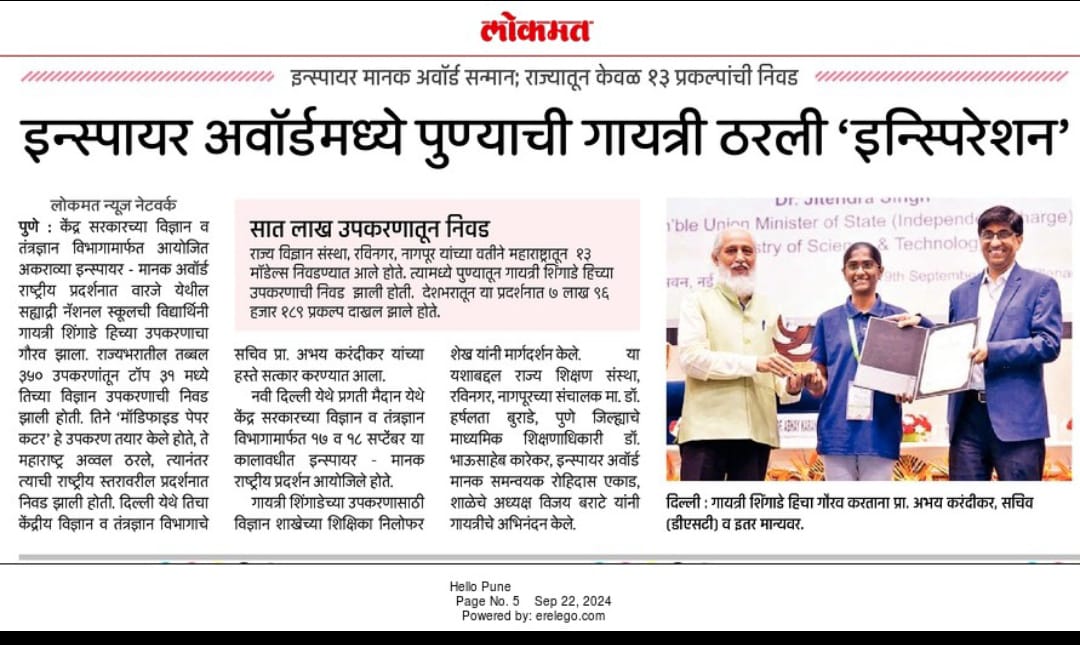 लोकमत
इन्स्पायर मानक अवॉर्ड सन्मान; राज्यातून केवळ १३ प्रकल्पांची निवड
इन्स्पायर अवॉर्डमध्ये पुण्याची गायत्री ठरली ‘इन्स्पिरेशन’
लोकमत न्यूज नेटवर्क
पुणे : केंद्र सरकारच्या विज्ञान व
तंत्रज्ञान विभागामार्फत आयोजित
अकराव्या इन्स्पायर - मानक अवॉर्ड
राष्ट्रीय प्रदर्शनात वारजे येथील
सह्याद्री नॅशनल स्कूलची विद्यार्थिनी
गायत्री शिंगाडे हिच्या उपकरणाचा
गौरव झाला. राज्यभरातील तब्बल
३५० उपकरणांतून टॉप ३१ मध्ये
तिच्या विज्ञान उपकरणाची निवड
झाली होती. तिने ‘मॉडिफाइड पेपर
कटर’ हे उपकरण तयार केले होते, ते
महाराष्ट्र अव्वल ठरले, त्यानंतर
त्याची राष्ट्रीय स्तरावरील प्रदर्शनात
निवड झाली होती. दिल्ली येथे तिचा
केंद्रीय विज्ञान व तंत्रज्ञान विभागाचे
सात लाख उपकरणातून निवड
राज्य विज्ञान संस्था, रविनगर, नागपूर यांच्या वतीने महाराष्ट्रातून १३
मॉडेल्स निवडण्यात आले होते. त्यामध्ये पुण्यातून गायत्री शिंगाडे हिच्या
उपकरणाची निवड झाली होती. देशभरातून या प्रदर्शनात ७ लाख ९६
हजार १८९ प्रकल्प दाखल झाले होते.
सचिव प्रा. अभय करंदीकर यांच्या
हस्ते सत्कार करण्यात आला.
नवी दिल्ली येथे प्रगती मैदान येथे
केंद्र सरकारच्या विज्ञान व तंत्रज्ञान
विभागामार्फत १७ व १८ सप्टेंबर या
कालावधीत इन्स्पायर - मानक
राष्ट्रीय प्रदर्शन आयोजिले होते.
गायत्री शिंगाडेच्या उपकरणासाठी
विज्ञान शाखेच्या शिक्षिका निलोफर
शेख यांनी मार्गदर्शन केले. या
यशाबद्दल राज्य शिक्षण संस्था,
रविनगर, नागपूरच्या संचालक मा. डॉ.
हर्षलता बुराडे, पुणे जिल्ह्याचे
माध्यमिक शिक्षणाधिकारी डॉ.
भाऊसाहेब कारेकर, इन्स्पायर अवॉर्ड
मानक समन्वयक रोहिदास एकाड,
शाळेचे अध्यक्ष विजय बराटे यांनी
गायत्रीचे अभिनंदन केले.
Dr. Jitendra Singh
n'ble Union Minister of State (Independe harge)
stry of Science & Technolog
भवन, नई 9th September
दिल्ली : गायत्री शिंगाडे हिचा गौरव करताना प्रा. अभय करंदीकर, सचिव
(डीएसटी) व इतर मान्यवर.
Hello Pune
Page No. 5 Sep 22, 2024
Powered by: erelego.com